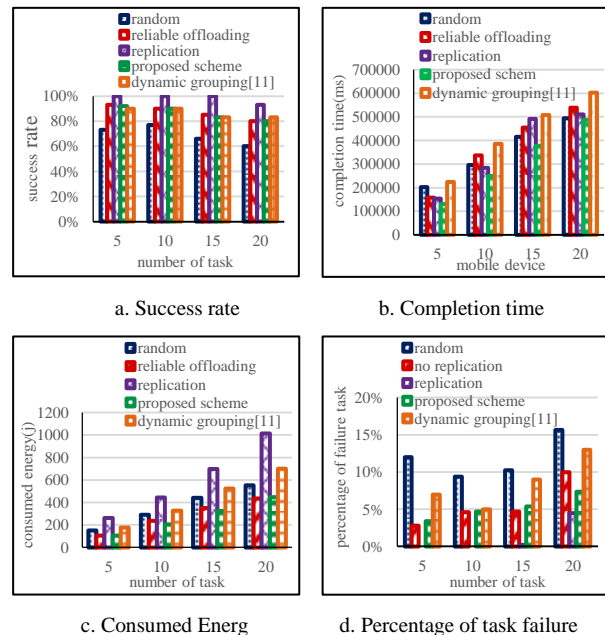 random
reliable offloading
replication
proposed scheme
dynamic grouping[11]
100%
80%
60%
40%
20%
0%
success rate
5 10 15 20
number of task
a. Success rate
random
reliable offloading
replication
proposed schem
dynamic grouping[11]
700000
600000
500000
400000
300000
200000
100000
0
completion time(ms)
5 10 15 20
mobile device
b. Completion time
random
reliable offloading
replication
proposed scheme
dynamic grouping[11]
1200
1000
800
600
400
200
0
consumed energy(j)
5 10 15 20
number of task
c. Consumed Energ
random
no replication
replication
proposed scheme
dynamic grouping[11]
20%
15%
10%
5%
0%
percentage of failure task
5 10 15 20
number of task
d. Percentage of task failure